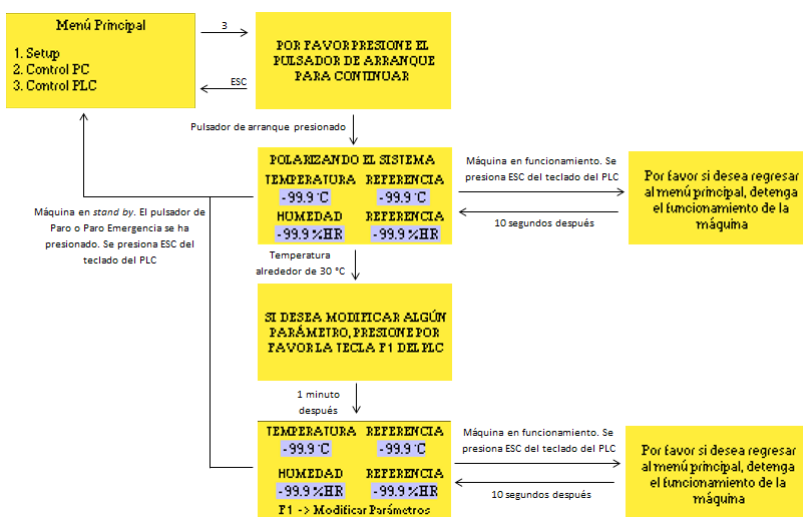 Menú Principal
1. Setup
2. Control PC
3. Control PLC
3
ESC
POR FAVOR PRESIONE EL
PULSADOR DE ARRANQUE
PARA CONTINUAR
Pulsador de arranque presionado
POLARIZANDO EL SISTEMA
TEMPERATURA REFERENCIA
-99.9 °C -99.9 °C
HUMEDAD REFERENCIA
-99.9 %HR -99.9 %HR
Máquina en funcionamiento. Se
presiona ESC del teclado del PLC
10 segundos después
Por favor si desea regresar
al menú principal, detenga
el funcionamiento de la
máquina
Máquina en stand by. El pulsador de
Paro o Paro Emergencia se ha
presionado. Se presiona ESC del
teclado del PLC
Temperatura
alrededor de 30 °C
SI DESEA MODIFICAR ALGÚN
PARÁMETRO, PRESIONE POR
FAVOR LA TECLA F1 DEL PLC
1 minuto
después
TEMPERATURA REFERENCIA
-99.9 °C -99.9 °C
HUMEDAD REFERENCIA
-99.9 %HR -99.9 %HR
F1 -> Modificar Parámetros
Máquina en funcionamiento. Se
presiona ESC del teclado del PLC
10 segundos después
Por favor si desea regresar
al menú principal, detenga
el funcionamiento de la
máquina